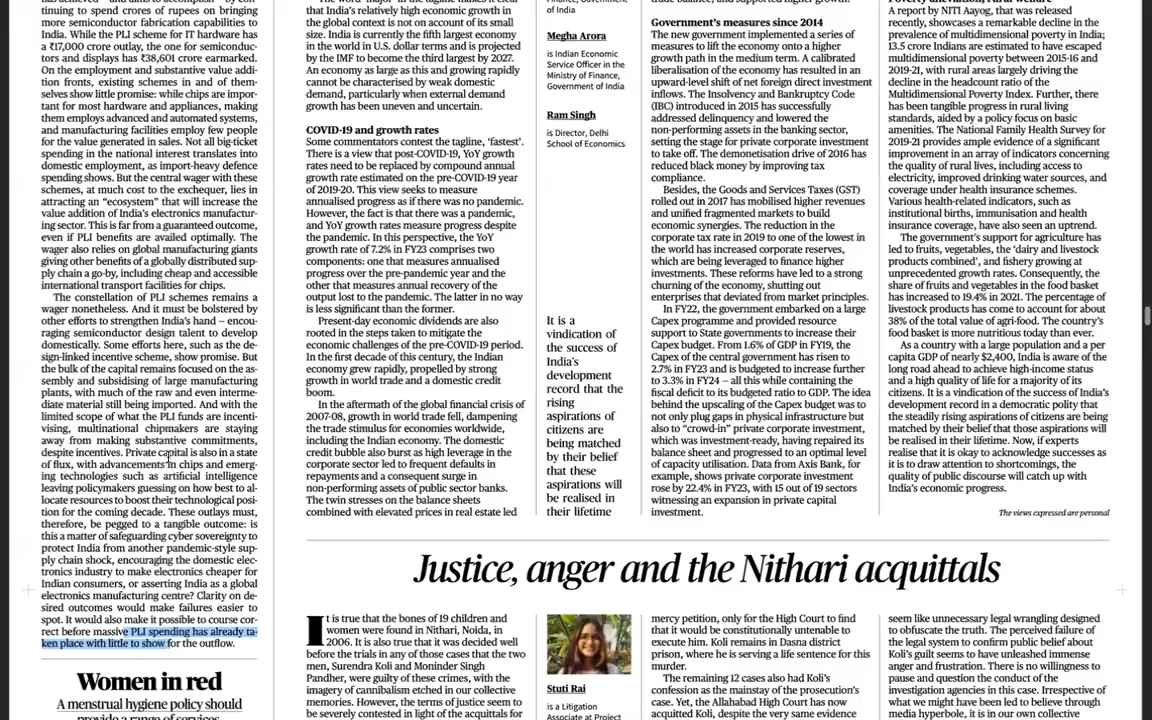 tinued to spend crores of rupees on bringing
more semiconductor fabrication capabilities to
India. While the PLI scheme for IT hardware has
a ₹17,000 crore outlay, the one for semiconduc-
tors and displays has ₹38,601 crore earmarked.
On the employment and substantive value addi-
tion fronts, existing schemes in and of them-
selves show little promise: while chips are impor-
tant for most hardware and appliances, making
them employs advanced and automated systems,
and manufacturing facilities employ few people
for the value generated in sales. Not all big-ticket
spending in the national interest translates into
domestic employment, as import-heavy defence
spending shows. But the central wager with these
schemes, at much cost to the exchequer, lies in
attracting an “ecosystem” that will increase the
value addition of India’s electronics manufactur-
ing sector. This is far from a guaranteed outcome,
even if PLI benefits are availed optimally. The
wager also relies on global manufacturing giants
giving other benefits of a globally distributed sup-
ply chain a go-by, including cheap and accessible
international transport facilities for chips.
The constellation of PLI schemes remains a
wager nonetheless. And it must be bolstered by
other efforts to strengthen India’s hand — encou-
raging semiconductor design talent to develop
domestically. Some efforts here, such as the de-
sign-linked incentive scheme, show promise. But
the bulk of the capital remains focused on the as-
sembly and subsidising of large manufacturing
plants, with much of the raw and even interme-
diate material still being imported. And with the
limited scope of what the PLI funds are incenti-
vising, multinational chipmakers are staying
away from making substantive commitments,
despite incentives. Private capital is also in a state
of flux, with advancements in chips and emerg-
ing technologies such as artificial intelligence
leaving policymakers guessing on how best to al-
locate resources to boost their technological posi-
tion for the coming decade. These outlays must,
therefore, be pegged to a tangible outcome: is
this a matter of safeguarding cyber sovereignty to
protect India from another pandemic-style sup-
ply chain shock, encouraging the domestic elec-
tronics industry to make electronics cheaper for
Indian consumers, or asserting India as a global
electronics manufacturing centre? Clarity on de-
sired outcomes would make failures easier to
spot. It would also make it possible to course cor-
rect before massive PLI spending has already ta-
ken place with little to show for the outflow.
Women in red
A menstrual hygiene policy should
provide a range of services
that India’s relatively high economic growth in
the global context is not on account of its small
size. India is currently the fifth largest economy
in the world in U.S. dollar terms and is projected
by the IMF to become the third largest by 2027.
An economy as large as this and growing rapidly
cannot be characterised by weak domestic
demand, particularly when external demand
growth has been uneven and uncertain.
COVID-19 and growth rates
Some commentators contest the tagline, ‘fastest’.
There is a view that post-COVID-19, YoY growth
rates need to be replaced by compound annual
growth rate estimated on the pre-COVID-19 year
of 2019-20. This view seeks to measure
annualised progress as if there was no pandemic.
However, the fact is that there was a pandemic,
and YoY growth rates measure progress despite
the pandemic. In this perspective, the YoY
growth rate of 7.2% in FY23 comprises two
components: one that measures annualised
progress over the pre-pandemic year and the
other that measures annual recovery of the
output lost to the pandemic. The latter in no way
is less significant than the former.
Present-day economic dividends are also
rooted in the steps taken to mitigate the
economic challenges of the pre-COVID-19 period.
In the first decade of this century, the Indian
economy grew rapidly, propelled by strong
growth in world trade and a domestic credit
boom.
In the aftermath of the global financial crisis of
2007-08, growth in world trade fell, dampening
the trade stimulus for economies worldwide,
including the Indian economy. The domestic
credit bubble also burst as high leverage in the
corporate sector led to frequent defaults in
repayments and a consequent surge in
non-performing assets of public sector banks.
The twin stresses on the balance sheets
combined with elevated prices in real estate led
Finance, Government
of India
Megha Arora
is Indian Economic
Service Officer in the
Ministry of Finance,
Government of India
Ram Singh
is Director, Delhi
School of Economics
It is a
vindication of
the success of
India’s
development
record that the
rising
aspirations of
citizens are
being matched
by their belief
that these
aspirations will
be realised in
their lifetime
trade balance, and supported higher growth.
Government’s measures since 2014
The new government implemented a series of
measures to lift the economy onto a higher
growth path in the medium term. A calibrated
liberalisation of the economy has resulted in an
upward-level shift of net foreign direct investment
inflows. The Insolvency and Bankruptcy Code
(IBC) introduced in 2015 has successfully
addressed delinquency and lowered the
non-performing assets in the banking sector,
setting the stage for private corporate investment
to take off. The demonetisation drive of 2016 has
reduced black money by improving tax
compliance.
Besides, the Goods and Services Taxes (GST)
rolled out in 2017 has mobilised higher revenues
and unified fragmented markets to build
economic synergies. The reduction in the
corporate tax rate in 2019 to one of the lowest in
the world has increased corporate reserves,
which are being leveraged to finance higher
investments. These reforms have led to a strong
churning of the economy, shutting out
enterprises that deviated from market principles.
In FY22, the government embarked on a large
Capex programme and provided resource
support to State governments to increase their
Capex budget. From 1.6% of GDP in FY19, the
Capex of the central government has risen to
2.7% in FY23 and is budgeted to increase further
to 3.3% in FY24 — all this while containing the
fiscal deficit to its budgeted ratio to GDP. The idea
behind the upscaling of the Capex budget was to
not only plug gaps in physical infrastructure but
also to “crowd-in” private corporate investment,
which was investment-ready, having repaired its
balance sheet and progressed to an optimal level
of capacity utilisation. Data from Axis Bank, for
example, shows private corporate investment
rose by 22.4% in FY23, with 15 out of 19 sectors
witnessing an expansion in private capital
investment.
A report by NITI Aayog, that was released
recently, showcases a remarkable decline in the
prevalence of multidimensional poverty in India;
13.5 crore Indians are estimated to have escaped
multidimensional poverty between 2015-16 and
2019-21, with rural areas largely driving the
decline in the headcount ratio of the
Multidimensional Poverty Index. Further, there
has been tangible progress in rural living
standards, aided by a policy focus on basic
amenities. The National Family Health Survey for
2019-21 provides ample evidence of a significant
improvement in an array of indicators concerning
the quality of rural lives, including access to
electricity, improved drinking water sources, and
coverage under health insurance schemes.
Various health-related indicators, such as
institutional births, immunisation and health
insurance coverage, have also seen an uptrend.
The government’s support for agriculture has
led to fruits, vegetables, the ‘dairy and livestock
products combined’, and fishery growing at
unprecedented growth rates. Consequently, the
share of fruits and vegetables in the food basket
has increased to 19.4% in 2021. The percentage of
livestock products has come to account for about
38% of the total value of agri-food. The country’s
food basket is more nutritious today than ever.
As a country with a large population and a per
capita GDP of nearly $2,400, India is aware of the
long road ahead to achieve high-income status
and a high quality of life for a majority of its
citizens. It is a vindication of the success of India’s
development record in a democratic polity that
the steadily rising aspirations of citizens are being
matched by their belief that those aspirations will
be realised in their lifetime. Now, if experts
realise that it is okay to acknowledge successes as
it is to draw attention to shortcomings, the
quality of public discourse will catch up with
India’s economic progress.
The views expressed are personal
Justice, anger and the Nithari acquittals
It is true that the bones of 19 children and
women were found in Nithari, Noida, in
2006. It is also true that it was decided well
before the trials in any of those cases that the two
men, Surendra Koli and Moninder Singh
Pandher, were guilty of these crimes, with the
imagery of cannibalism etched in our collective
memories. However, the terms of justice seem to
be severely contested in light of the acquittals for
Stuti Rai
is a Litigation
Associate at Project
mercy petition, only for the High Court to find
that it would be constitutionally untenable to
execute him. Koli remains in Dasna district
prison, where he is serving a life sentence for this
murder.
The remaining 12 cases also had Koli’s
confession as the mainstay of the prosecution’s
case. Yet, the Allahabad High Court has now
acquitted Koli, despite the very same evidence
seem like unnecessary legal wrangling designed
to obfuscate the truth. The perceived failure of
the legal system to confirm public belief about
Koli’s guilt seems to have unleashed immense
anger and frustration. There is no willingness to
pause and question the conduct of the
investigation agencies in this case. Irrespective of
what we might have been led to believe through
media hyperbole, it is in our own collective